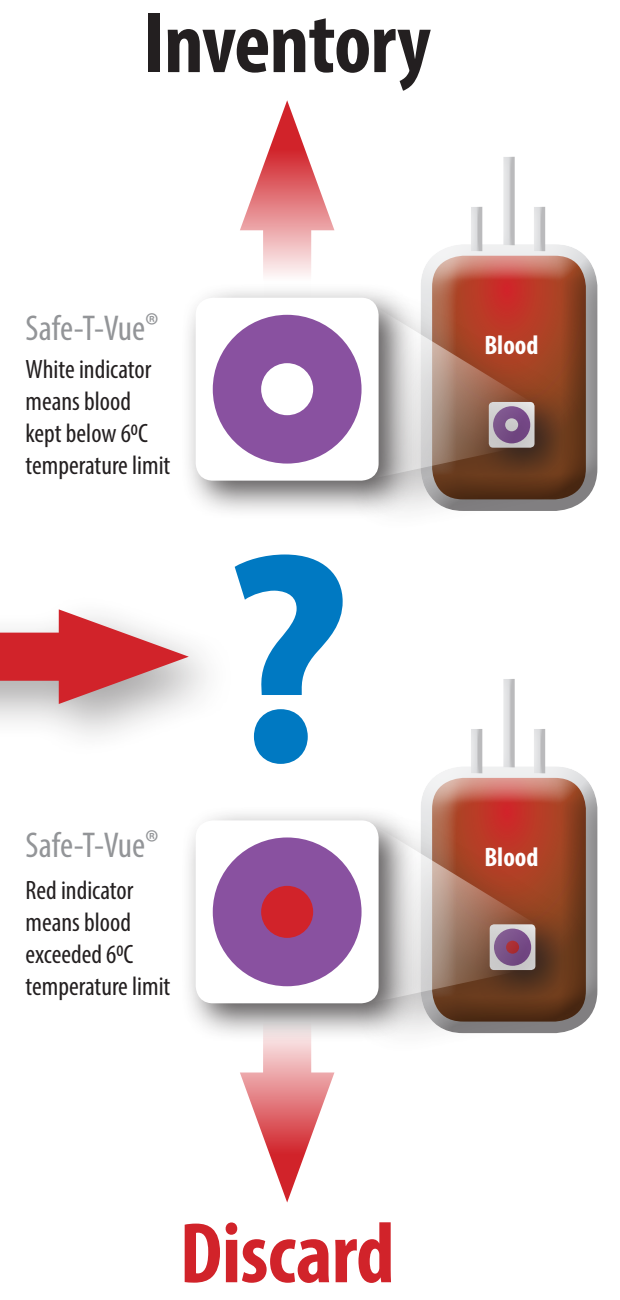 Inventory
Safe-T-Vue®
White indicator
means blood
kept below 6ºC
temperature limit
Blood
?
Safe-T-Vue®
Red indicator
means blood
exceeded 6ºC
temperature limit
Blood
Discard